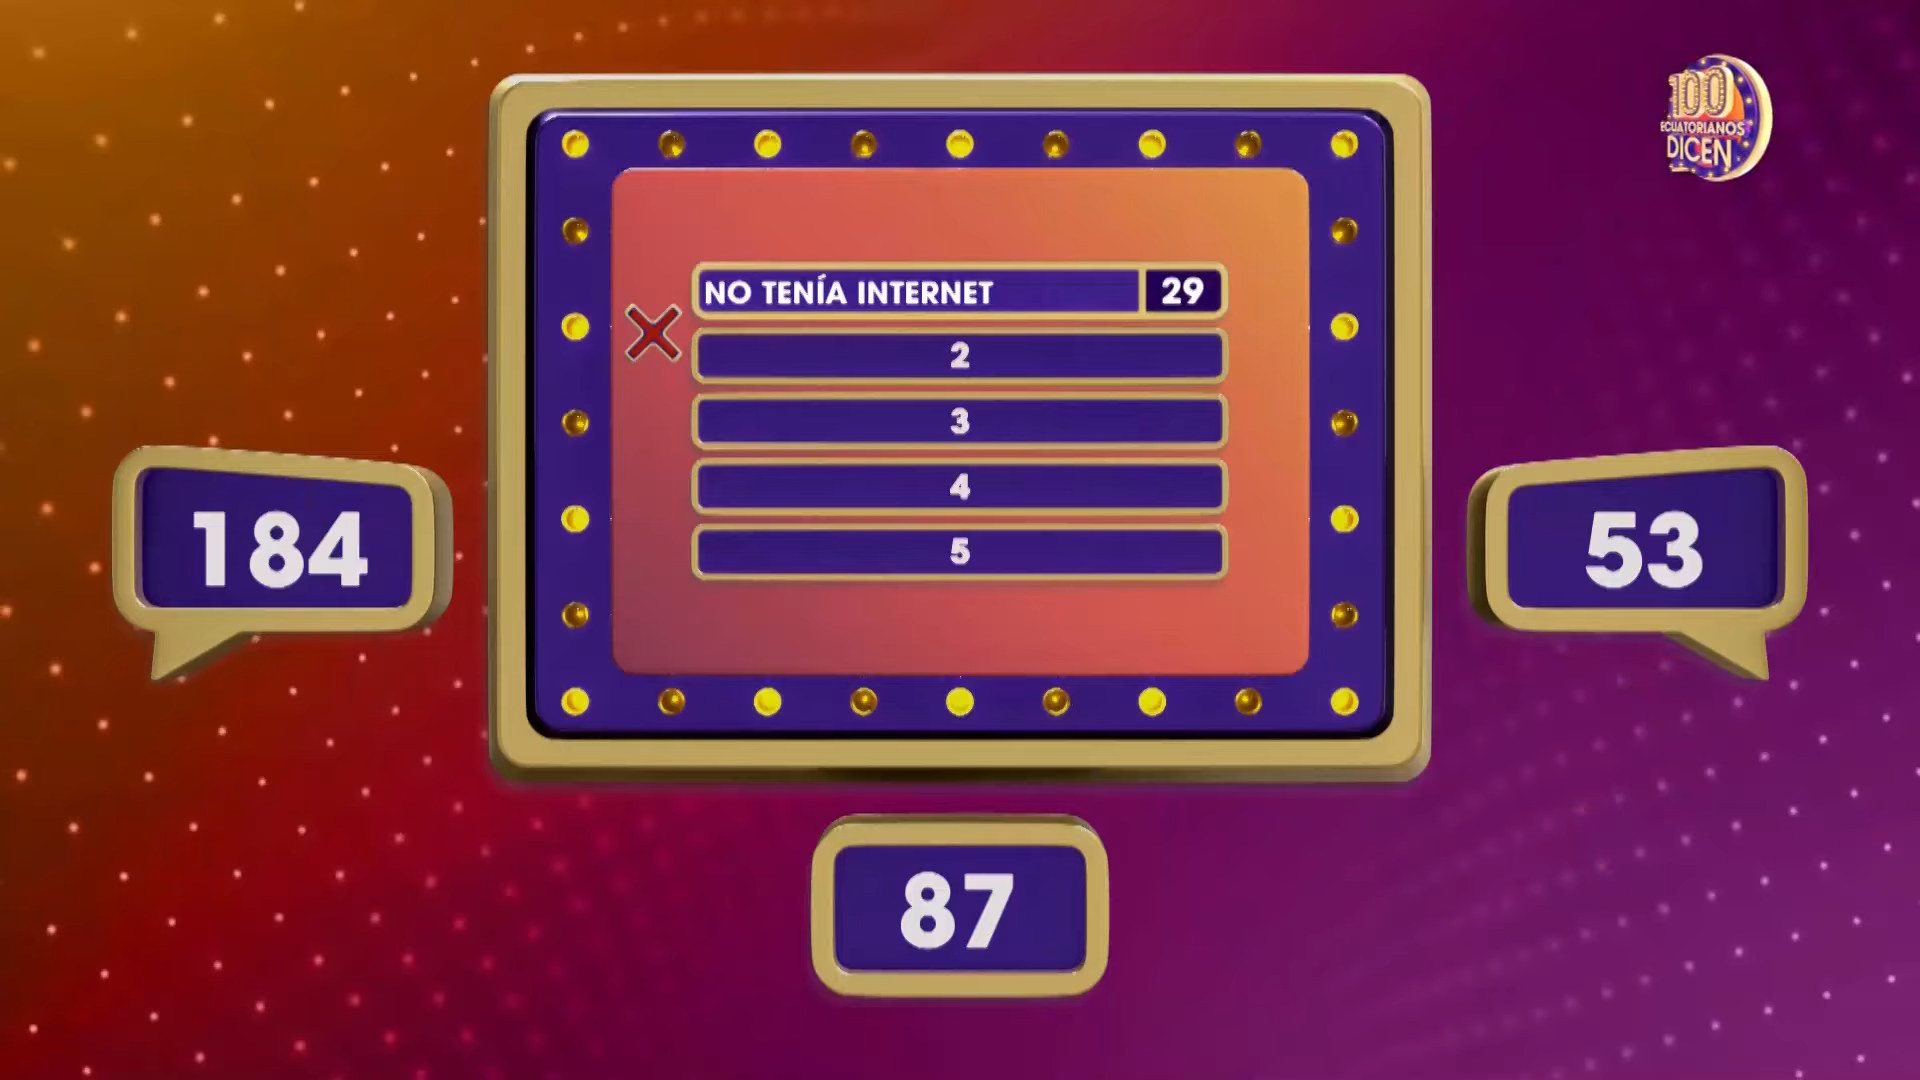 100
ECUATORIANOS
DICEN
NO TENÍA INTERNET 29
2
3
4
5
184
53
87